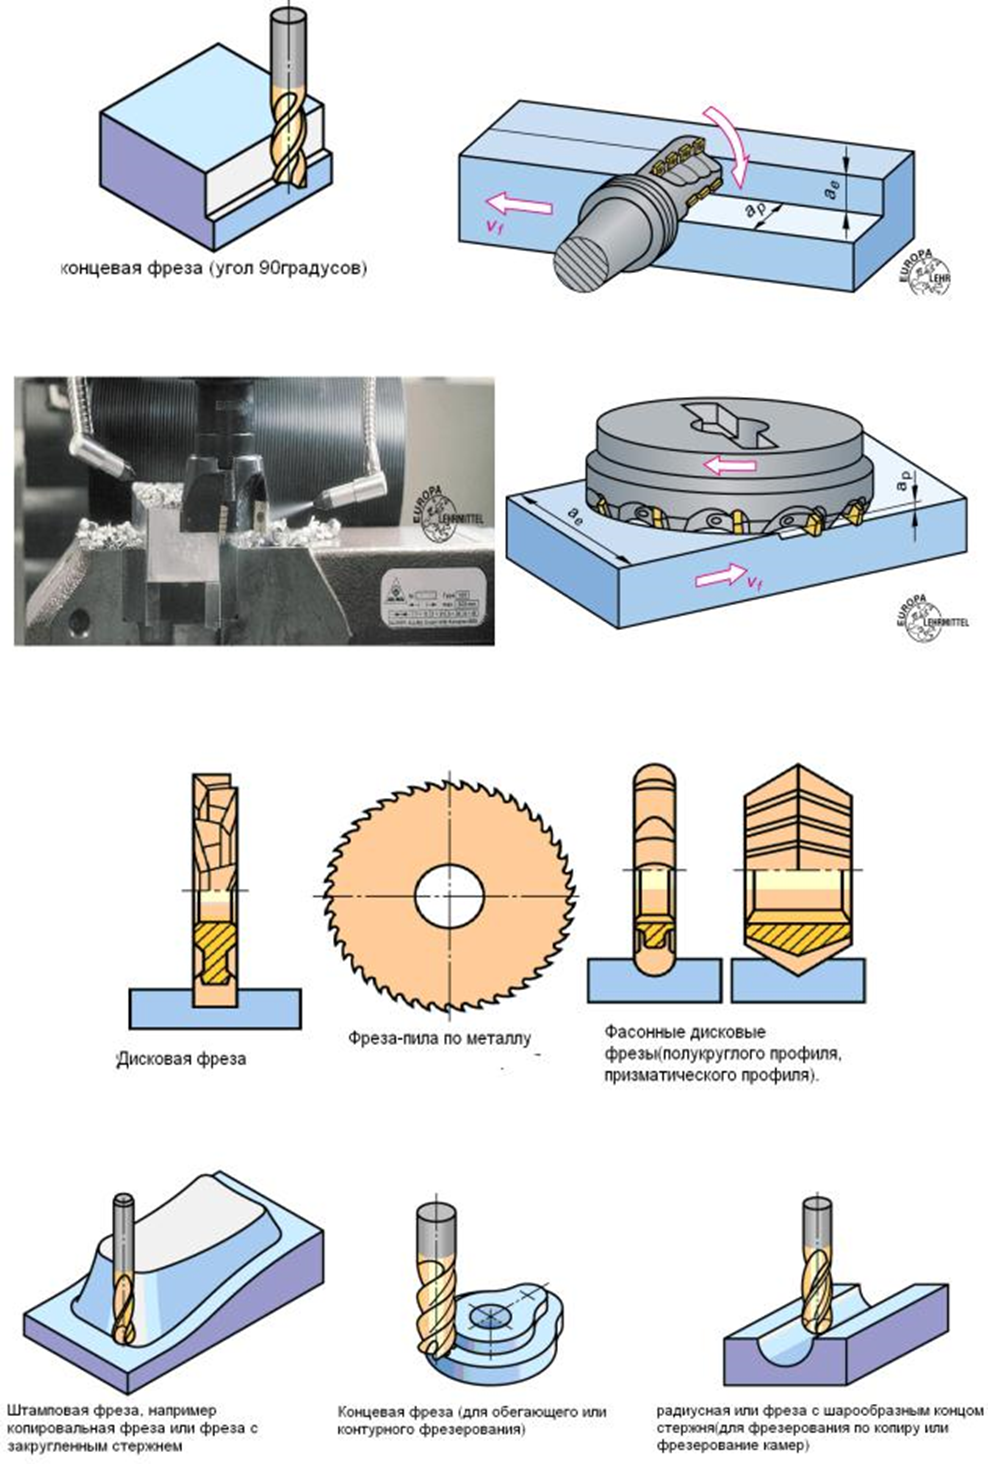 концевая фреза (угол 90градусов)
vf
ap
ae
EUROPA
LEHR
EUROPA
LEHRMITTEL
ae
ap
vf
EUROPA
LEHRMITTEL
Дисковая фреза
Фреза-пила по металлу
Фасонные дисковые
фрезы(полукруглого профиля,
призматического профиля).
Штамповая фреза, например
копировальная фреза или фреза с
закругленным стержнем
Концевая фреза (для обегающего или
контурного фрезерования)
радиусная или фреза с шарообразным концом
стержня(для фрезерования по копиру или
фрезерование камер)